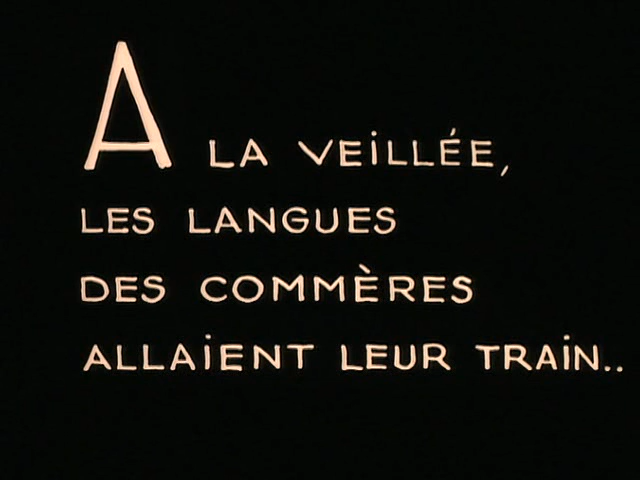 A LA VEiLLÉE,
LES LANGUES
DES COMMÈRES
ALLAiENT LEUR TRAiN..